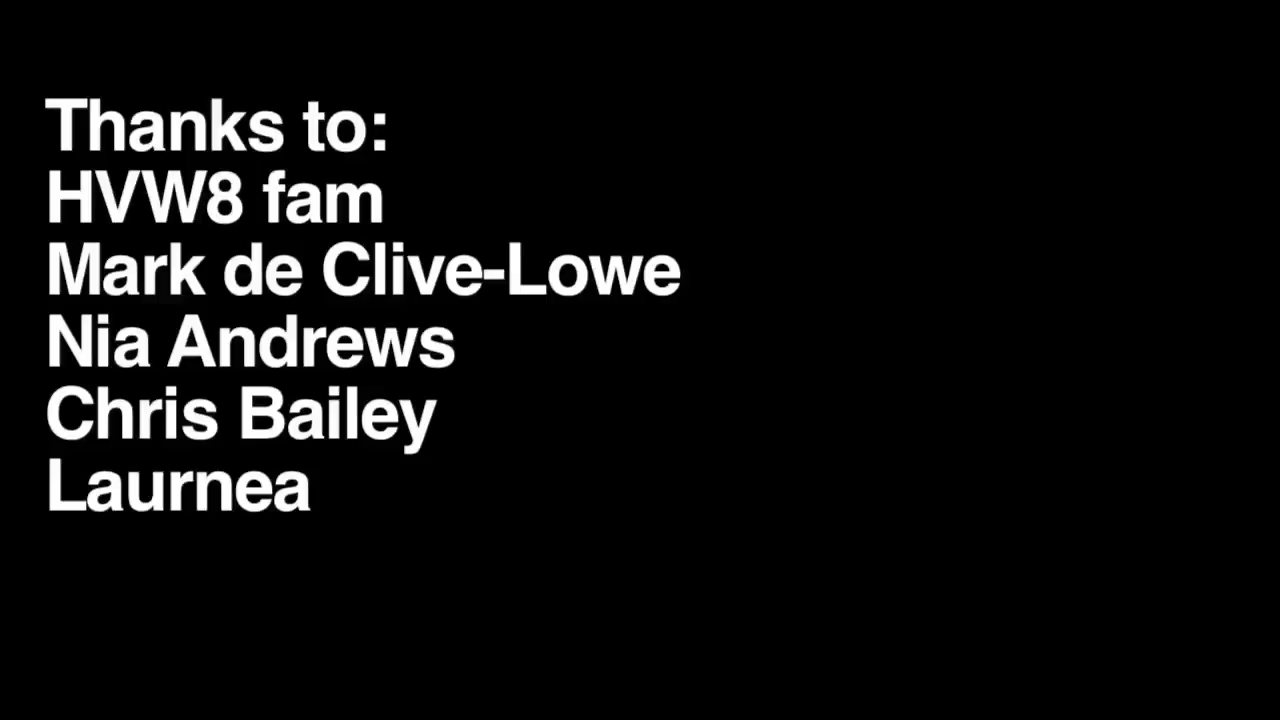 Thanks to:
HVW8 fam
Mark de Clive-Lowe
Nia Andrews
Chris Bailey
Laurnea